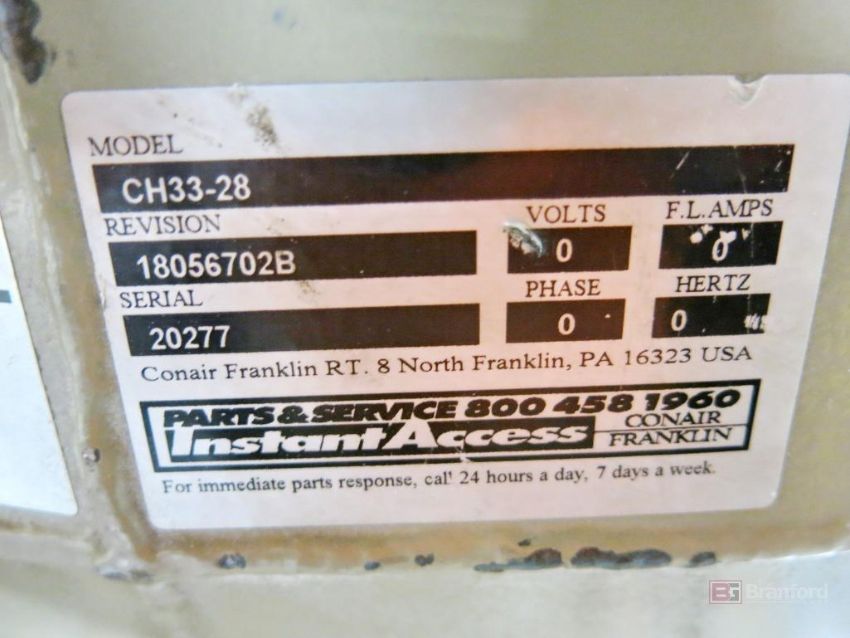 MODEL
CH33-28
REVISION VOLTS F.L.AMPS
18056702B 0 0
SERIAL PHASE HERTZ
20277 0 0
Conair Franklin RT. 8 North Franklin, PA 16323 USA
PARTS & SERVICE 800 458 1960
Instant Access CONAIR
FRANKLIN
For immediate parts response, call 24 hours a day, 7 days a week.
Branford